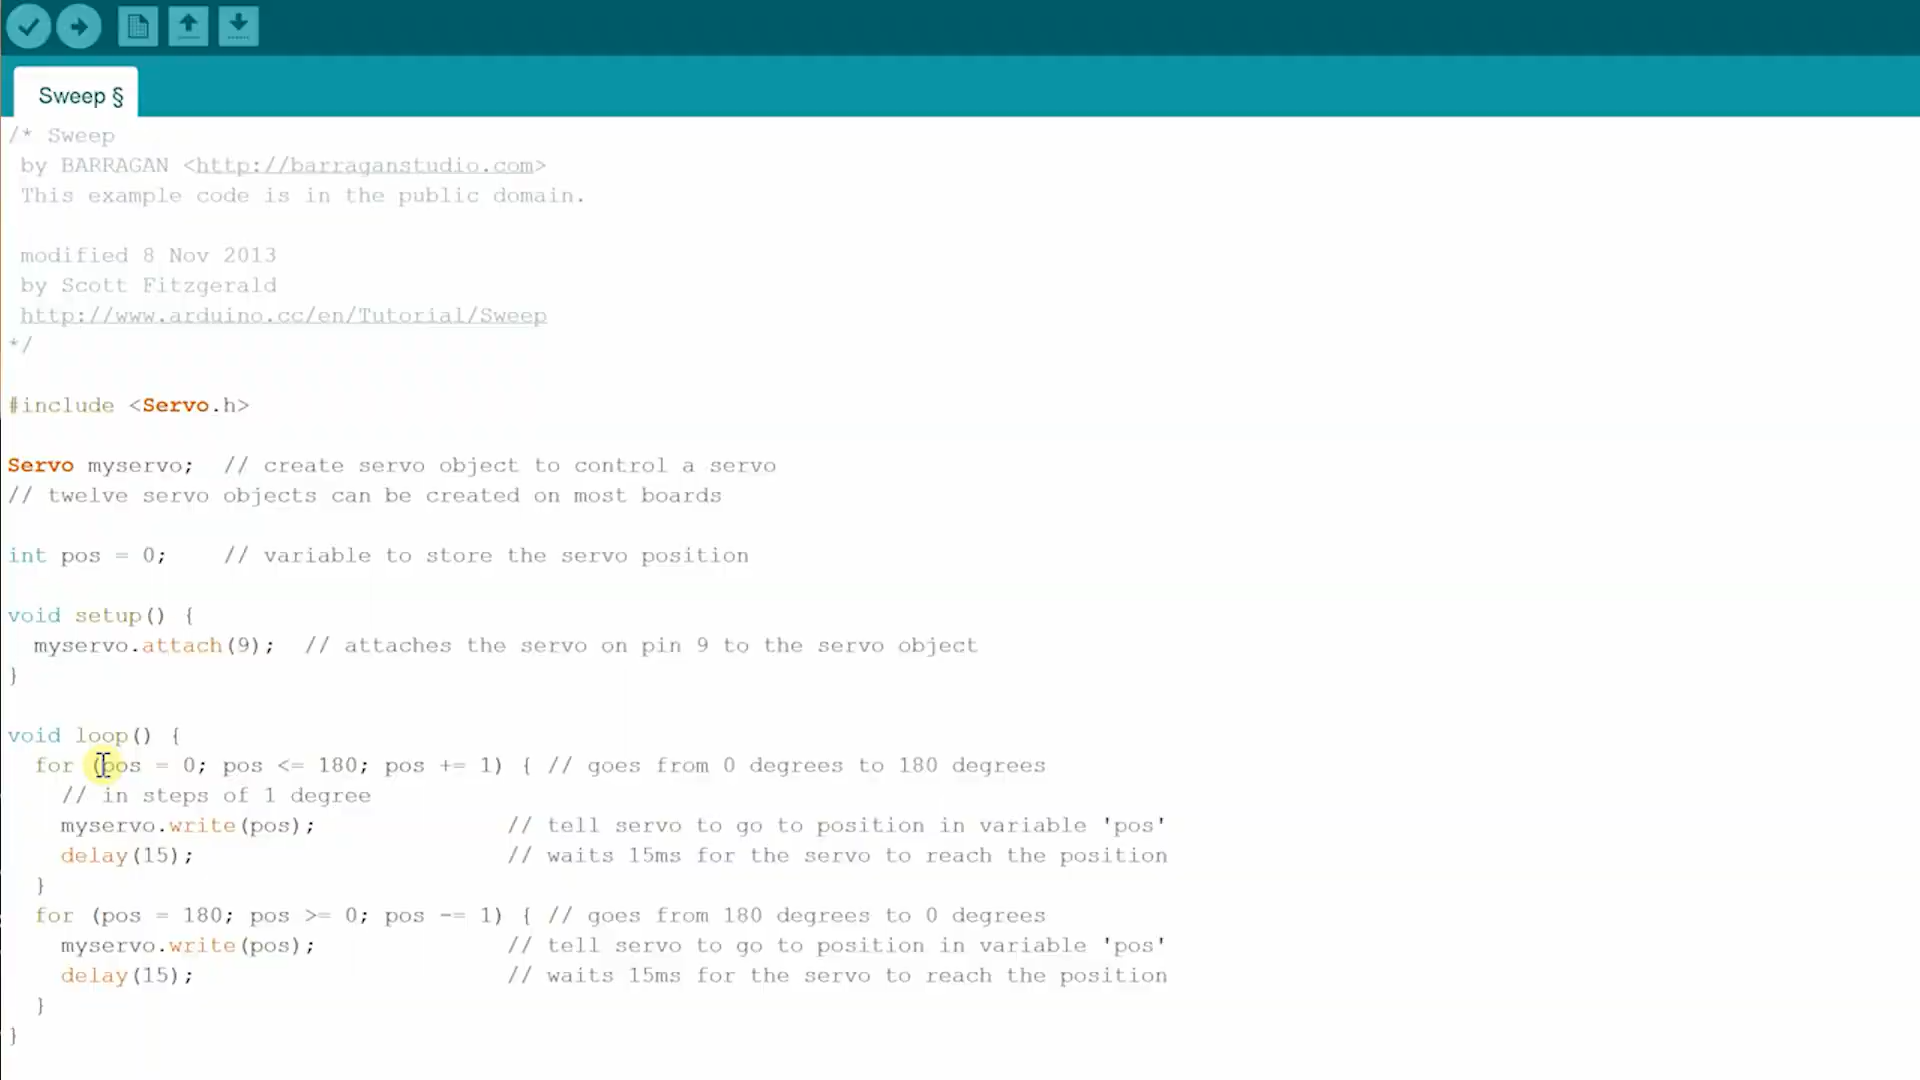 Sweep §
/* Sweep
by BARRAGAN <http://barraganstudio.com>
This example code is in the public domain.
modified 8 Nov 2013
by Scott Fitzgerald
http://www.arduino.cc/en/Tutorial/Sweep
*/
#include <Servo.h>
Servo myservo;  // create servo object to control a servo
// twelve servo objects can be created on most boards
int pos = 0;    // variable to store the servo position
void setup() {
  myservo.attach(9);  // attaches the servo on pin 9 to the servo object
}
void loop() {
  for (pos = 0; pos <= 180; pos += 1) { // goes from 0 degrees to 180 degrees
    // in steps of 1 degree
    myservo.write(pos);              // tell servo to go to position in variable 'pos'
    delay(15);                       // waits 15ms for the servo to reach the position
  }
  for (pos = 180; pos >= 0; pos -= 1) { // goes from 180 degrees to 0 degrees
    myservo.write(pos);              // tell servo to go to position in variable 'pos'
    delay(15);                       // waits 15ms for the servo to reach the position
  }
}